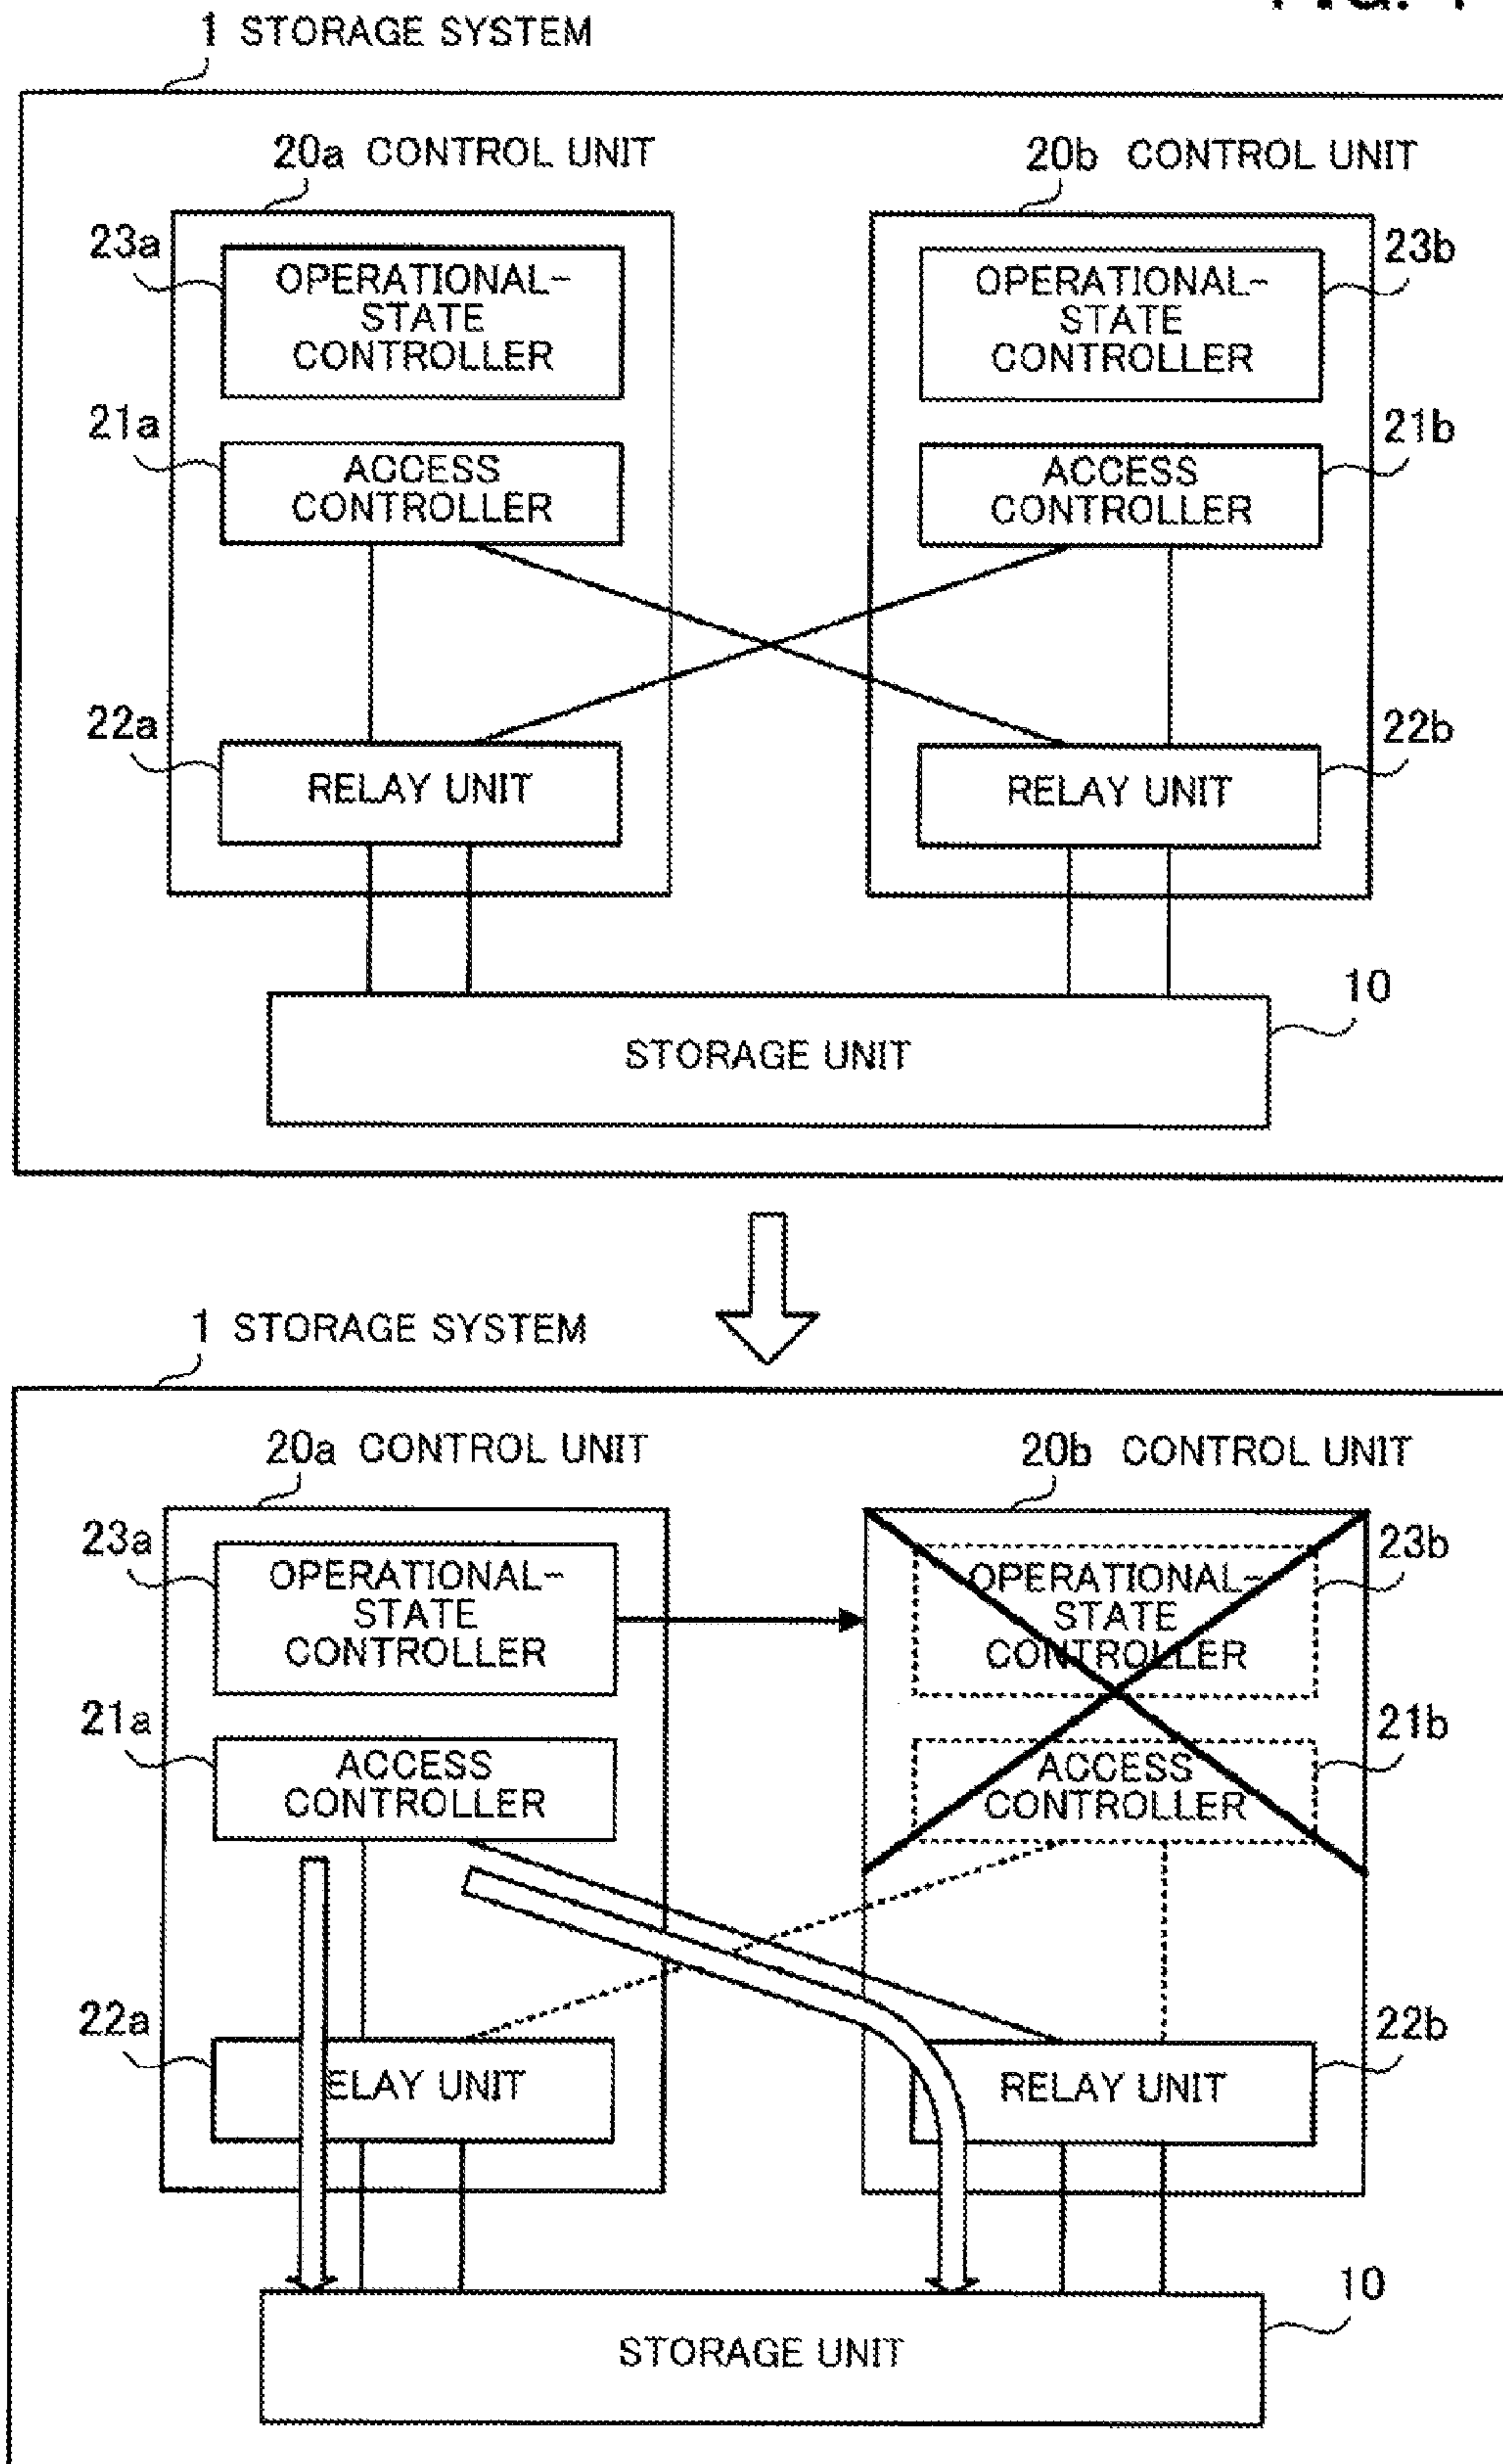 1 STORAGE SYSTEM
20a CONTROL UNIT
20b CONTROL UNIT
23a
OPERATIONAL-
STATE
CONTROLLER
OPERATIONAL-
STATE
CONTROLLER
23b
21a
ACCESS
CONTROLLER
ACCESS
CONTROLLER
21b
22a
RELAY UNIT
RELAY UNIT
22b
10
STORAGE UNIT
1 STORAGE SYSTEM
20a CONTROL UNIT
20b CONTROL UNIT
23a
OPERATIONAL-
STATE
CONTROLLER
OPERATIONAL-
STATE
CONTROLLER
23b
21a
ACCESS
CONTROLLER
ACCESS
CONTROLLER
21b
22a
ELAY UNIT
RELAY UNIT
22b
10
STORAGE UNIT